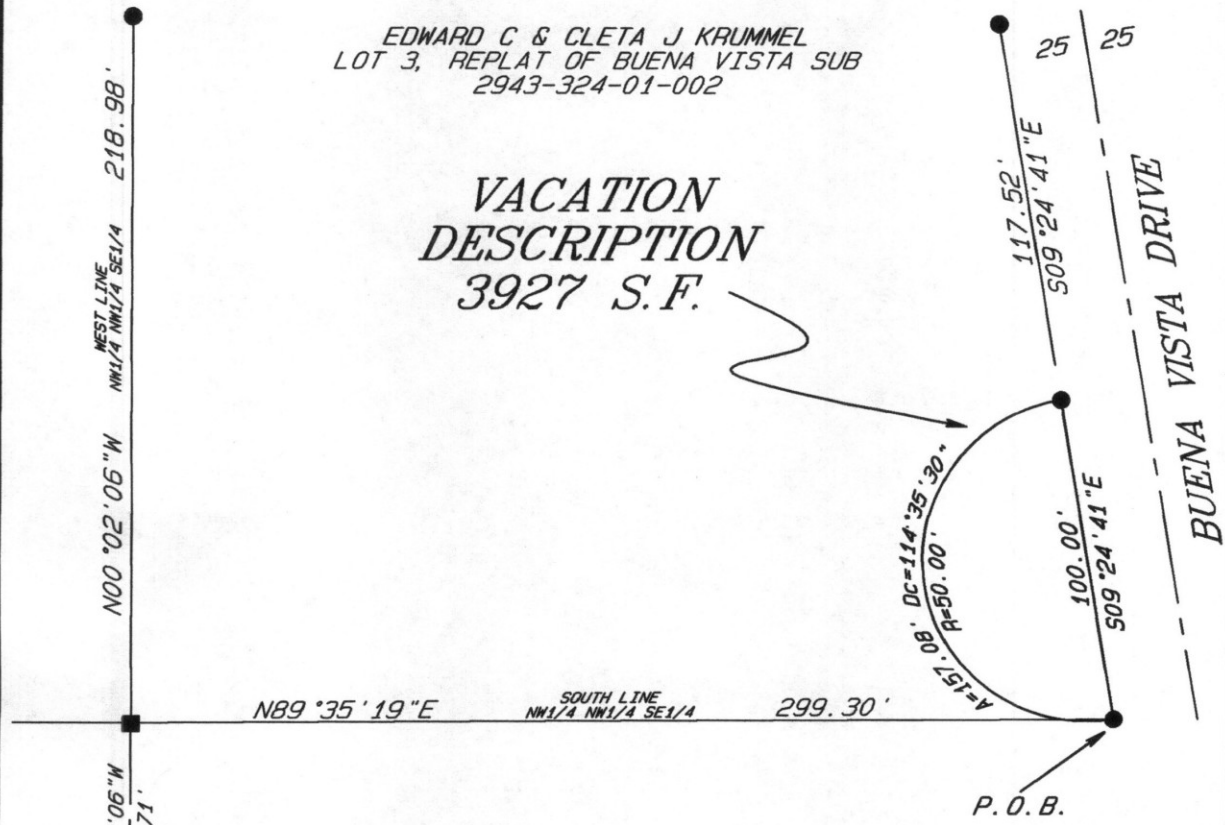 EDWARD C & CLETA J KRUMMEL
LOT 3, REPLAT OF BUENA VISTA SUB
2943-324-01-002
25 25
218.98'
WEST LINE
NW1/4 NW1/4 SE1/4
N00°02'06"W
VACATION
DESCRIPTION
3927 S.F.
117.52'
S09°24'41"E
BUENA VISTA DRIVE
A=157.08' DC=114°35'30"
R=50.00'
100.00'
S09°24'41"E
N89°35'19"E
SOUTH LINE
NW1/4 NW1/4 SE1/4
299.30'
P.O.B.
'06"W
71'